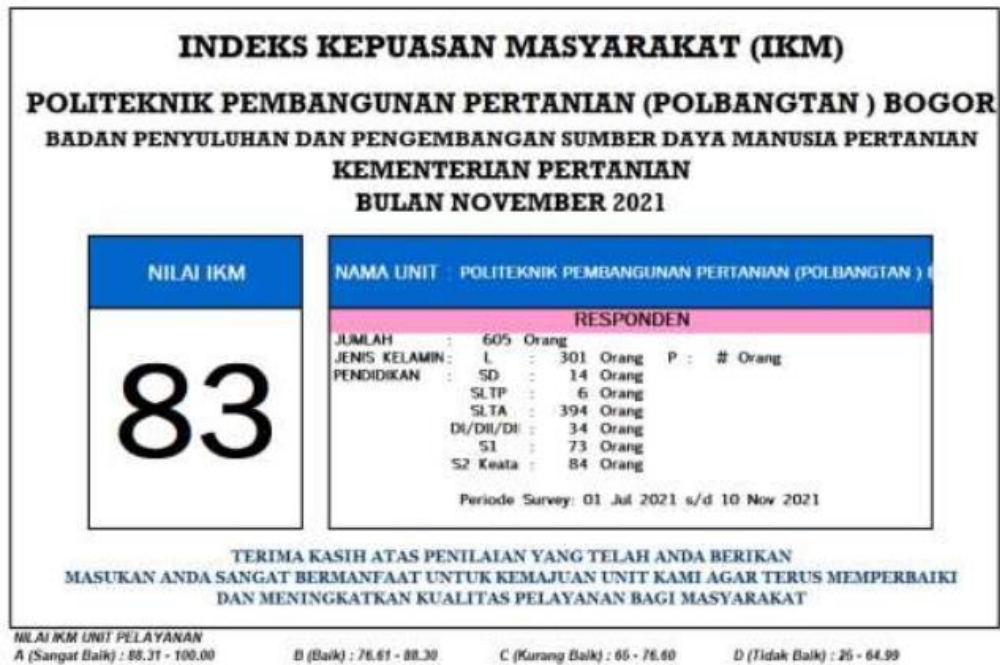 INDEKS KEPUASAN MASYARAKAT (IKM)
POLITEKNIK PEMBANGUNAN PERTANIAN (POLBANGTAN ) BOGOR
BADAN PENYULUHAN DAN PENGEMBANGAN SUMBER DAYA MANUSIA PERTANIAN
KEMENTERIAN PERTANIAN
BULAN NOVEMBER 2021
NILAI IKM
83
NAMA UNIT : POLITEKNIK PEMBANGUNAN PERTANIAN (POLBANGTAN )
RESPONDEN
JUMLAH : 605 Orang
JENIS KELAMIN : L : 301 Orang P : # Orang
PENDIDIKAN : SD : 14 Orang
SLTP : 6 Orang
SLTA : 394 Orang
DI/DII/DI : 34 Orang
S1 : 73 Orang
S2 Keata : 84 Orang
Periode Survey: 01 Jul 2021 s/d 10 Nov 2021
TERIMA KASIH ATAS PENILAIAN YANG TELAH ANDA BERIKAN
MASUKAN ANDA SANGAT BERMANFAAT UNTUK KEMAJUAN UNIT KAMI AGAR TERUS MEMPERBAIKI
DAN MENINGKATKAN KUALITAS PELAYANAN BAGI MASYARAKAT
NILAI IKM UNIT PELAYANAN
A (Sangat Baik) : 88.31 - 100.00 B (Baik) : 76.61 - 88.30 C (Kurang Baik) : 65 - 76.60 D (Tidak Baik) : 25 - 64.99